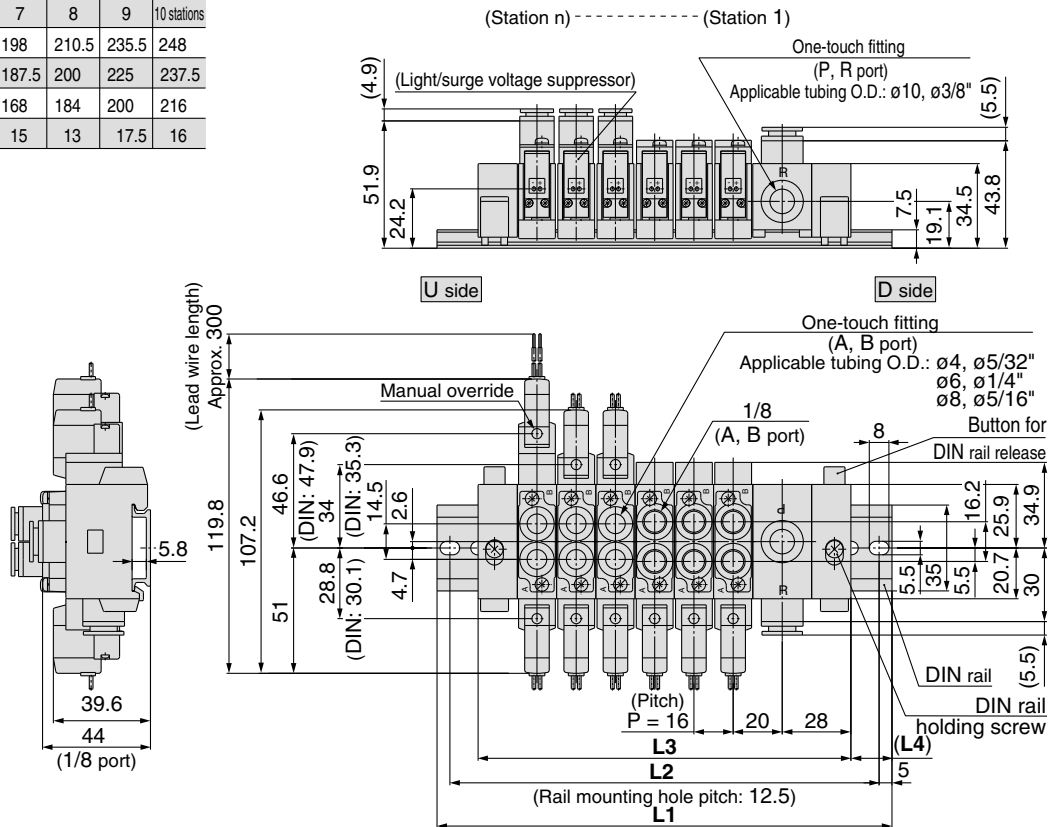 7 8 9 10 stations
198 210.5 235.5 248
187.5 200 225 237.5
168 184 200 216
15 13 17.5 16
(Station n) (Station 1)
One-touch fitting
(P, R port)
Applicable tubing O.D.: ø10, ø3/8"
(Light/surge voltage suppressor)
(4.9)
51.9
24.2
R
(5.5)
7.5
19.1
34.5
43.8
U side
D side
(Lead wire length)
Approx. 300
One-touch fitting
(A, B port)
Applicable tubing O.D.: ø4, ø5/32"
ø6, ø1/4"
ø8, ø5/16"
Manual override
1/8
(A, B port)
8
Button for
DIN rail release
119.8
107.2
46.6
(DIN: 47.9)
34
(DIN: 35.3)
14.5
2.6
51
28.8
(DIN: 30.1)
4.7
B B B B B B
A A A A A A
P
R
16.2
25.9
34.9
5.5
35
5.5
20.7
30
(5.5)
5.8
39.6
44
(1/8 port)
DIN rail
DIN rail
holding screw
(Pitch)
P = 16
20
28
L3
(L4)
L2
5
(Rail mounting hole pitch: 12.5)
L1